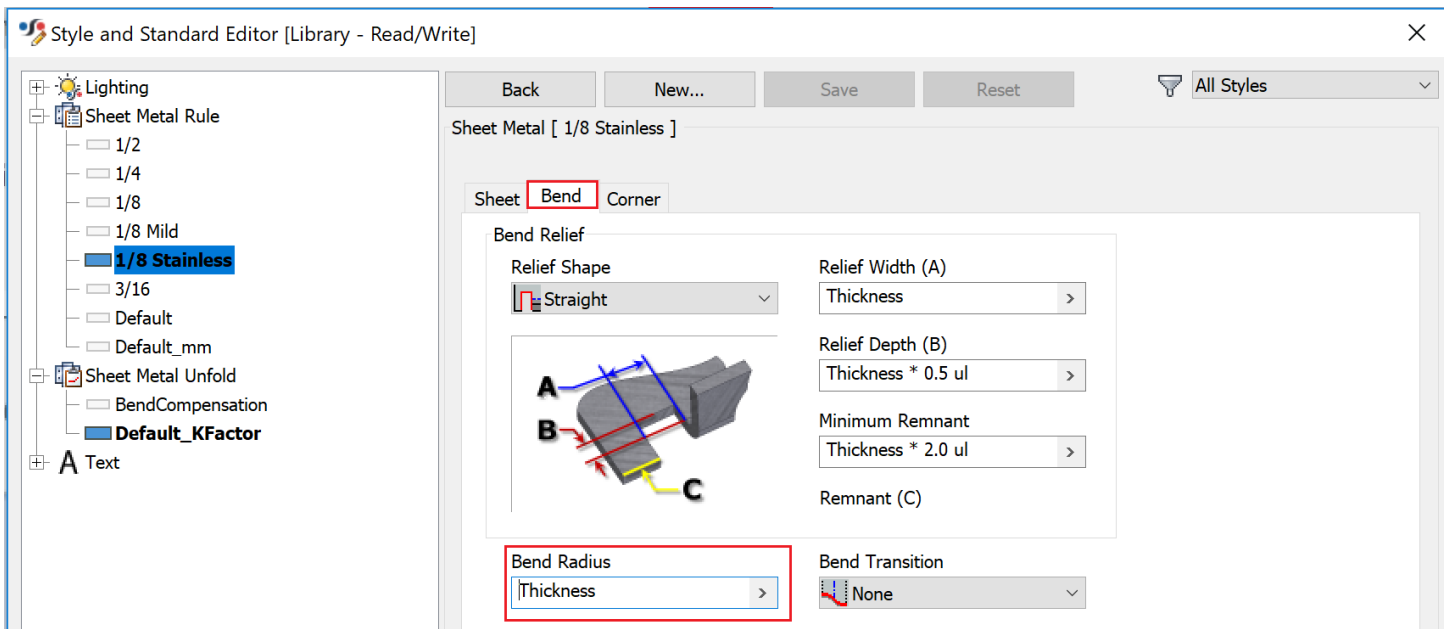 Style and Standard Editor [Library - Read/Write]
Lighting
Sheet Metal Rule
1/2
1/4
1/8
1/8 Mild
1/8 Stainless
3/16
Default
Default_mm
Sheet Metal Unfold
BendCompensation
Default_KFactor
A Text
Back
New...
Save
Reset
All Styles
Sheet Metal [ 1/8 Stainless ]
Sheet
Bend
Corner
Bend Relief
Relief Shape
Straight
Relief Width (A)
Thickness
Relief Depth (B)
Thickness * 0.5 ul
Minimum Remnant
Thickness * 2.0 ul
Remnant (C)
A
B
C
Bend Radius
Thickness
Bend Transition
None